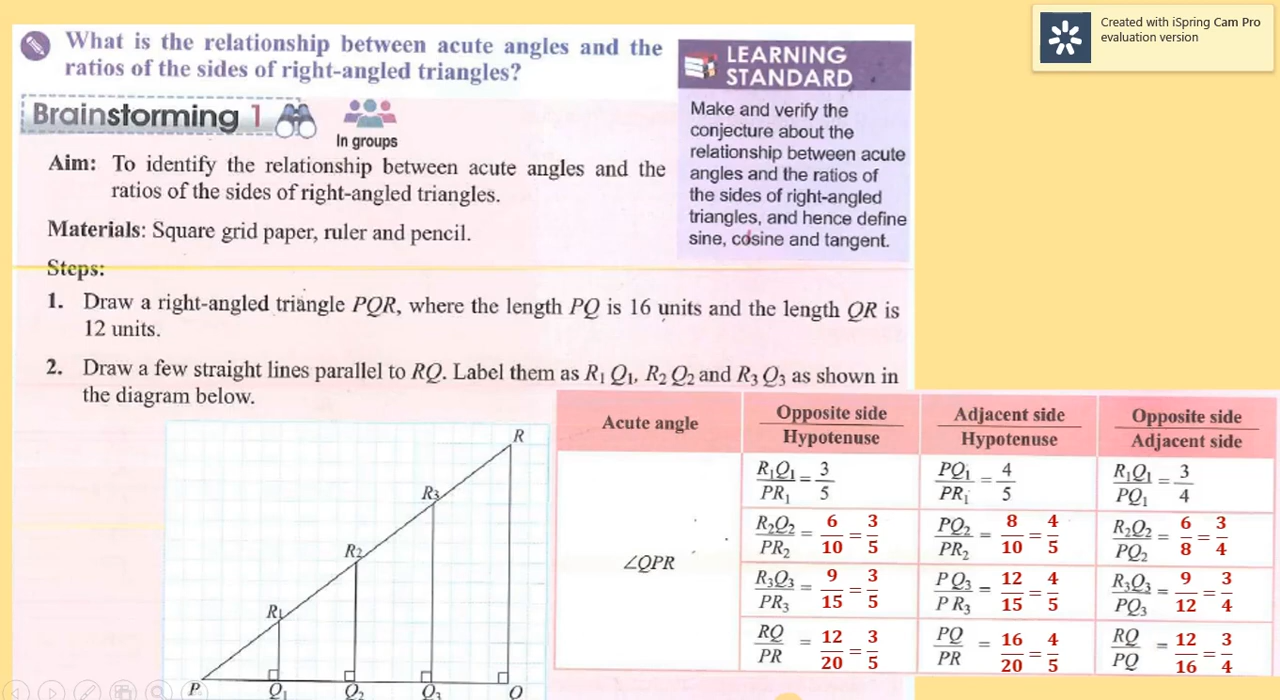 Created with iSpring Cam Pro
evaluation version
What is the relationship between acute angles and the
ratios of the sides of right-angled triangles?
LEARNING
STANDARD
Make and verify the
conjecture about the
relationship between acute
angles and the ratios of
the sides of right-angled
triangles, and hence define
sine, cosine and tangent.
Brainstorming 1
In groups
Aim: To identify the relationship between acute angles and the
ratios of the sides of right-angled triangles.
Materials: Square grid paper, ruler and pencil.
Steps:
1. Draw a right-angled triangle PQR, where the length PQ is 16 units and the length QR is
12 units.
2. Draw a few straight lines parallel to RQ. Label them as R₁ Q₁, R₂ Q₂ and R₃ Q₃ as shown in
the diagram below.
R
R₃
R₂
R₁
P Q₁ Q₂ Q₃ Q
Acute angle
Opposite side
Hypotenuse
Adjacent side
Hypotenuse
Opposite side
Adjacent side
∠QPR
R₁Q₁/PR₁ = 3/5 PQ₁/PR₁ = 4/5 R₁Q₁/PQ₁ = 3/4
R₂Q₂/PR₂ = 6/10 = 3/5 PQ₂/PR₂ = 8/10 = 4/5 R₂Q₂/PQ₂ = 6/8 = 3/4
R₃Q₃/PR₃ = 9/15 = 3/5 PQ₃/PR₃ = 12/15 = 4/5 R₃Q₃/PQ₃ = 9/12 = 3/4
RQ/PR = 12/20 = 3/5 PQ/PR = 16/20 = 4/5 RQ/PQ = 12/16 = 3/4